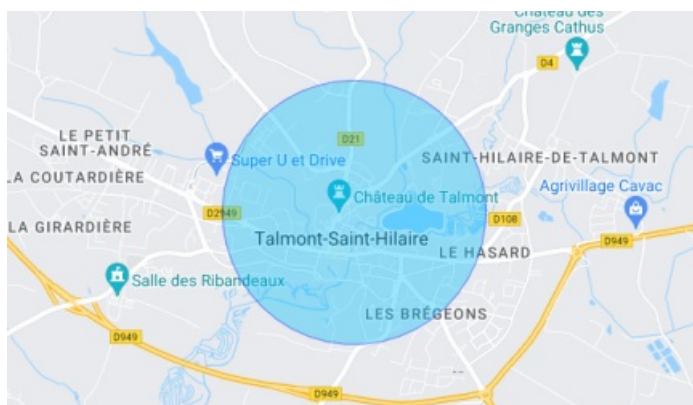 Château des
Granges Cathus
D4
D21
LE PETIT
SAINT-ANDRÉ
Super U et Drive
SAINT-HILAIRE-DE-TALMONT
LA COUTARDIÈRE
Château de Talmont
Agrivillage Cavac
D2949
D108
LA GIRARDIÈRE
Talmont-Saint-Hilaire
D949
LE HASARD
Salle des Ribandeaux
LES BRÉGEONS
D949
D949